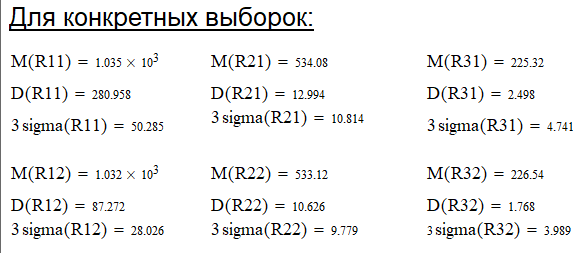 Для конкретных выборок:
M(R11) = 1.035 × 10³ M(R21) = 534.08 M(R31) = 225.32
D(R11) = 280.958 D(R21) = 12.994 D(R31) = 2.498
3 sigma(R11) = 50.285 3 sigma(R21) = 10.814 3 sigma(R31) = 4.741
M(R12) = 1.032 × 10³ M(R22) = 533.12 M(R32) = 226.54
D(R12) = 87.272 D(R22) = 10.626 D(R32) = 1.768
3 sigma(R12) = 28.026 3 sigma(R22) = 9.779 3 sigma(R32) = 3.989